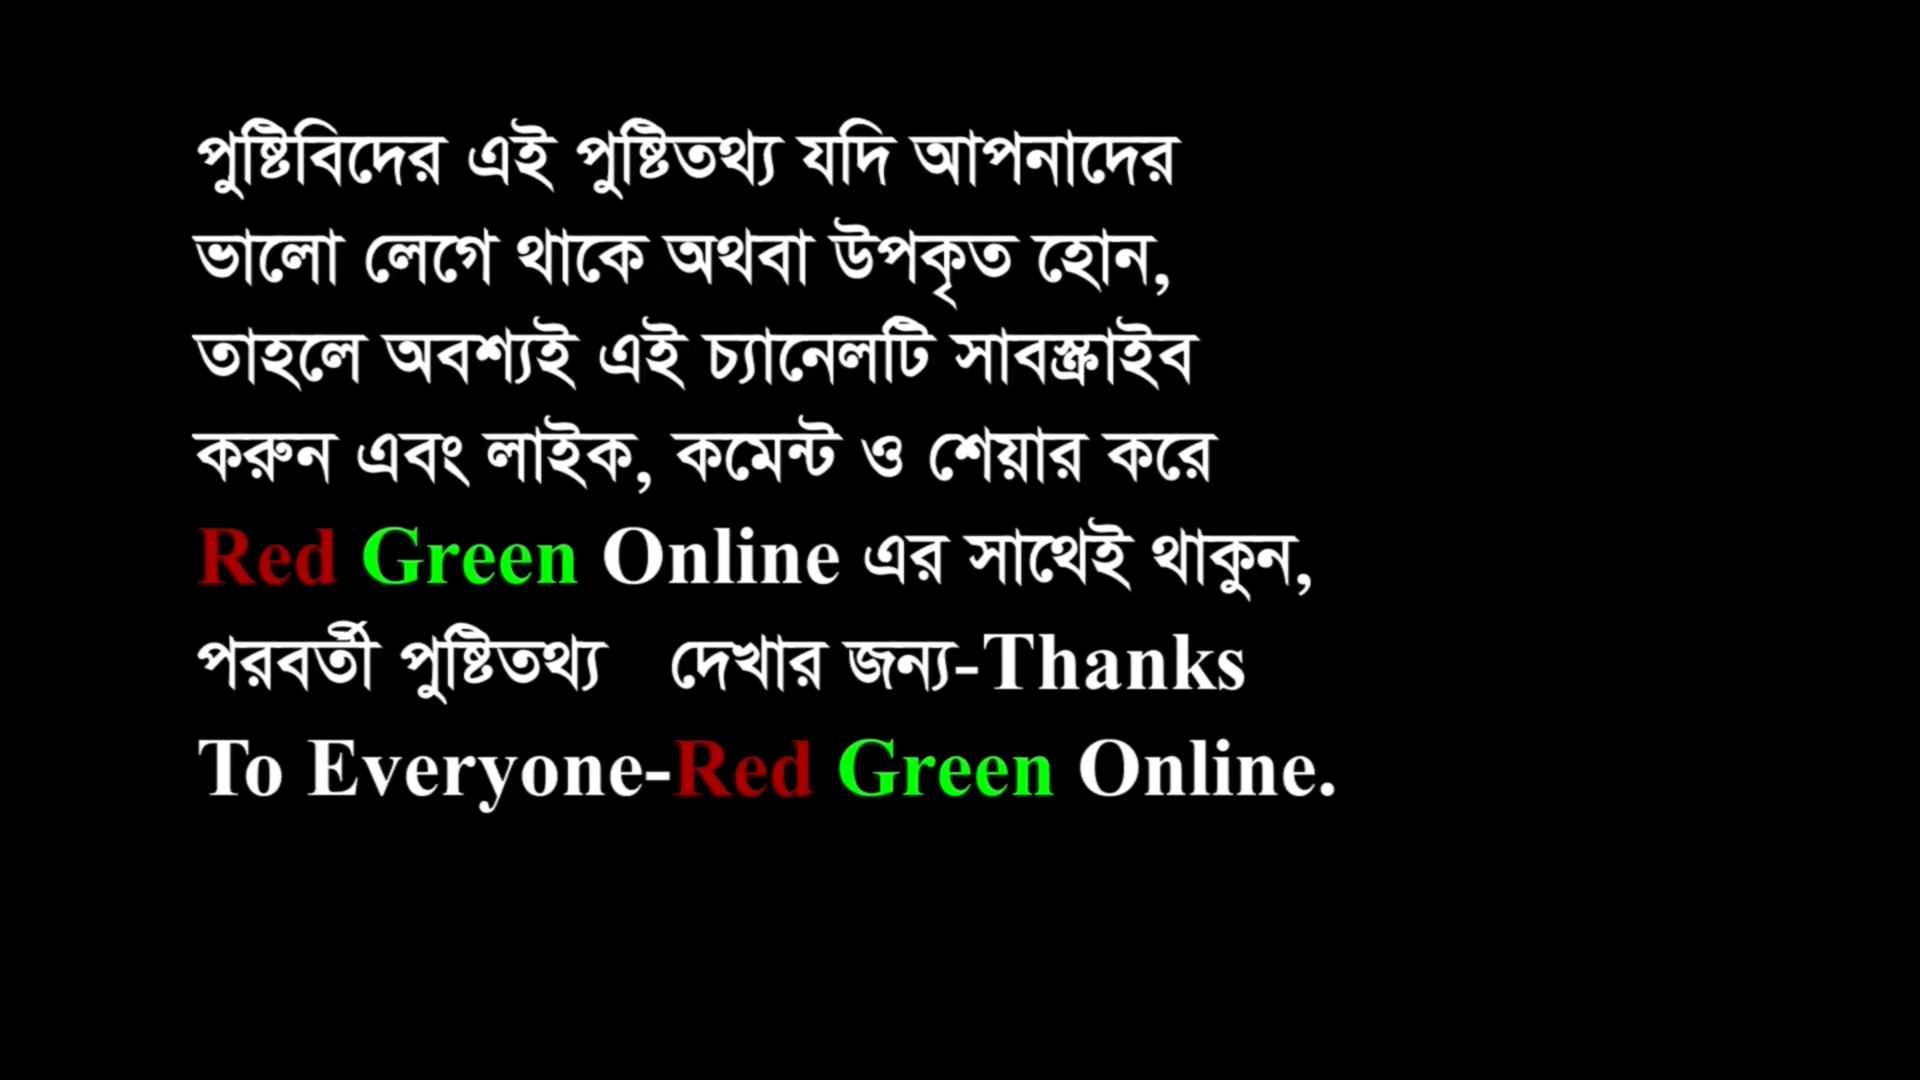 পুষ্টিবিদের এই পুষ্টিতথ্য যদি আপনাদের
ভালো লেগে থাকে অথবা উপকৃত হোন,
তাহলে অবশ্যই এই চ্যানেলটি সাবস্ক্রাইব
করুন এবং লাইক, কমেন্ট ও শেয়ার করে
Red Green Online এর সাথেই থাকুন,
পরবর্তী পুষ্টিতথ্য দেখার জন্য-Thanks
To Everyone-Red Green Online.